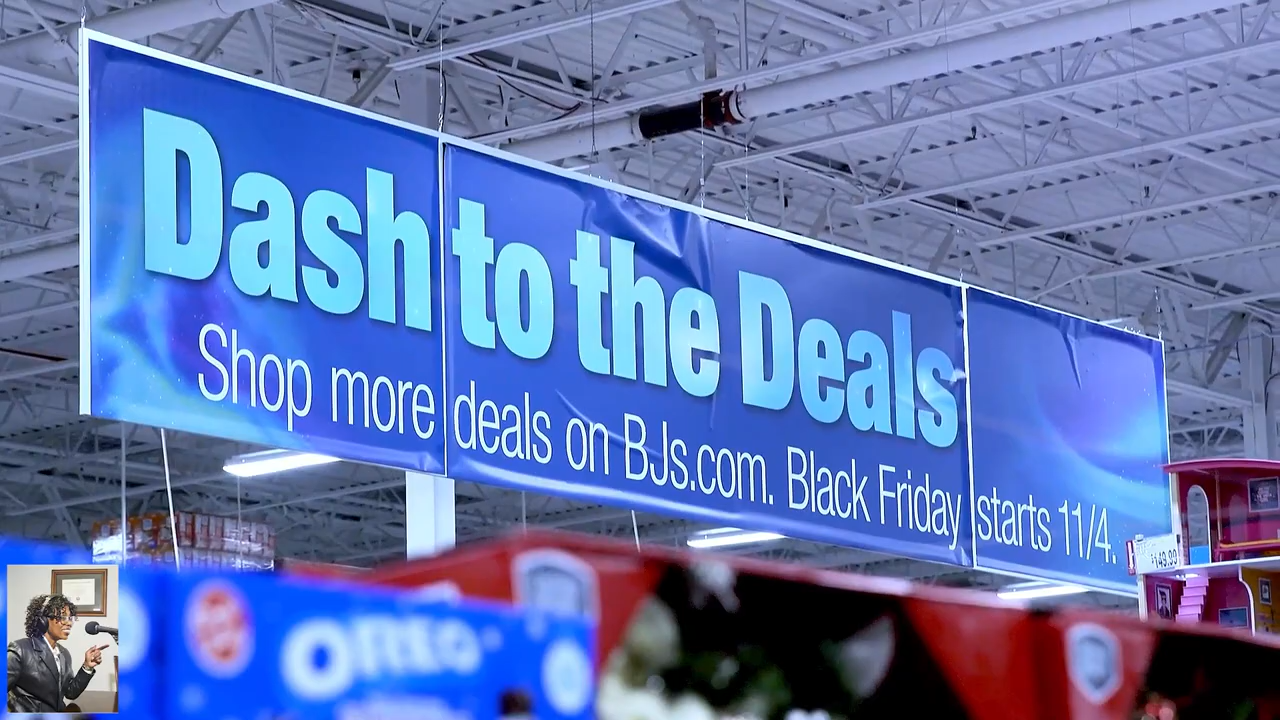 Dash to the Deals
Shop more deals on BJs.com. Black Friday starts 11/4.
$149.99
OREO